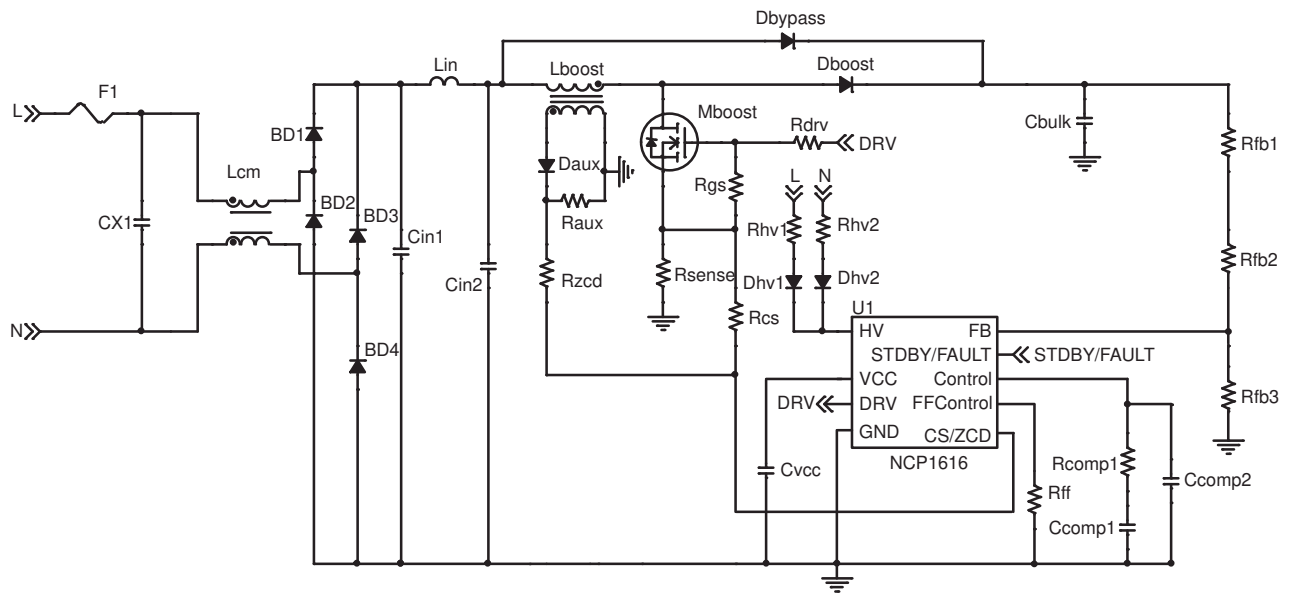 Dbypass
Lin
Lboost
Dboost
L
F1
Mboost
Cbulk
BD1
Rdrv
DRV
Rfb1
Lcm
Daux
L
N
Rgs
BD2
BD3
CX1
Raux
Rhv1
Rhv2
Cin1
Rfb2
Cin2
Rzcd
Rsense
Dhv1
Dhv2
U1
Rcs
N
HV
FB
BD4
STDBY/FAULT
STDBY/FAULT
VCC
Control
DRV
DRV
FFControl
Rfb3
GND
CS/ZCD
NCP1616
Cvcc
Rcomp1
Rff
Ccomp2
Ccomp1